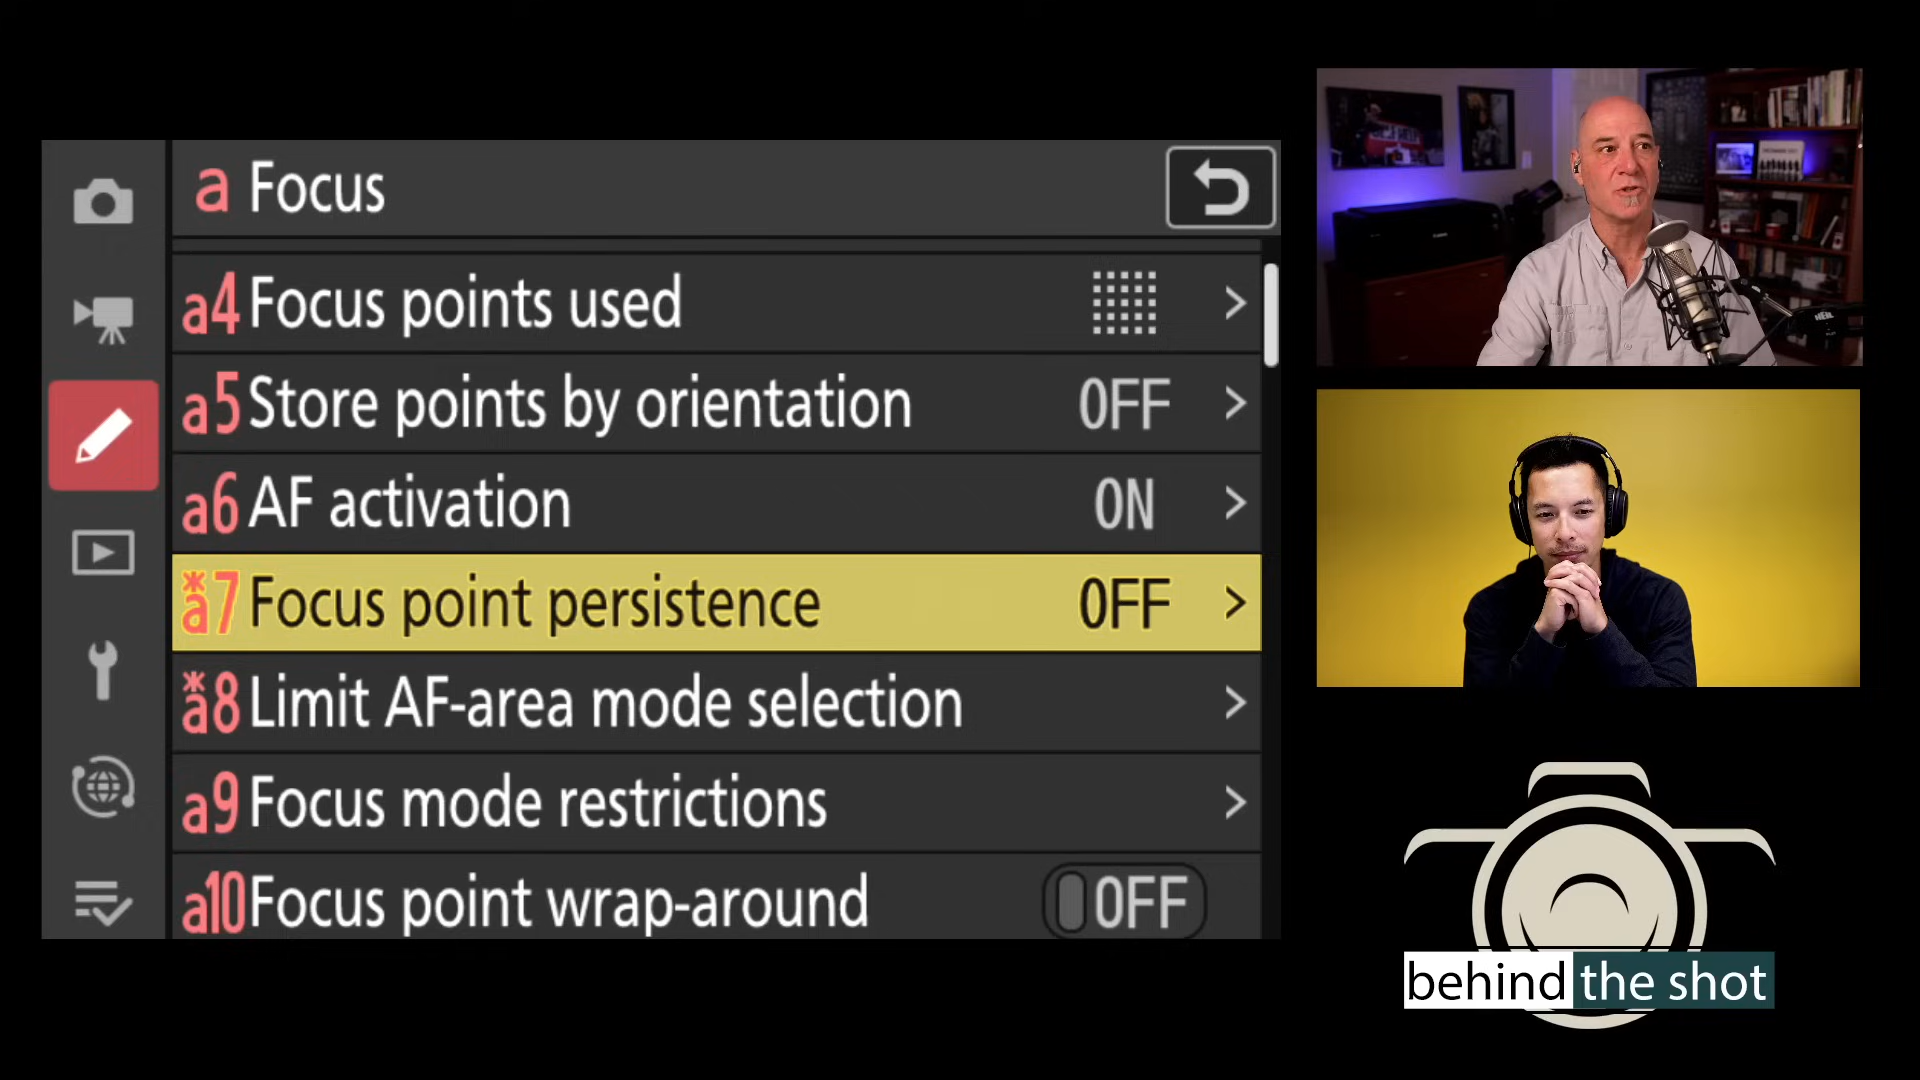 a Focus
a4 Focus points used
a5 Store points by orientation OFF
a6 AF activation ON
*a7 Focus point persistence OFF
*a8 Limit AF-area mode selection
a9 Focus mode restrictions
a10 Focus point wrap-around OFF
behind the shot